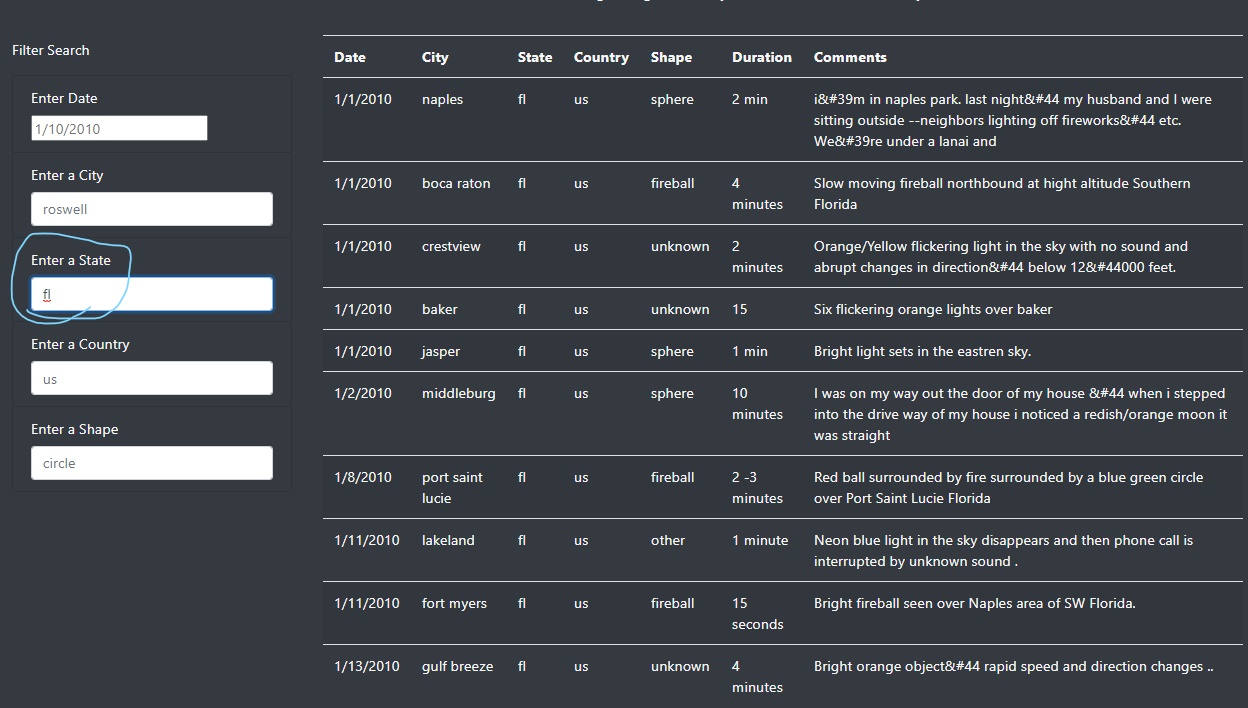 Filter Search
Enter Date
1/10/2010
Enter a City
roswell
Enter a State
fl
Enter a Country
us
Enter a Shape
circle
Date City State Country Shape Duration Comments
1/1/2010 naples fl us sphere 2 min i&#39m in naples park. last night&#44 my husband and I were
sitting outside --neighbors lighting off fireworks&#44 etc.
We&#39re under a lanai and
1/1/2010 boca raton fl us fireball 4 Slow moving fireball northbound at hight altitude Southern
minutes Florida
1/1/2010 crestview fl us unknown 2 Orange/Yellow flickering light in the sky with no sound and
minutes abrupt changes in direction&#44 below 12&#44000 feet.
1/1/2010 baker fl us unknown 15 Six flickering orange lights over baker
1/1/2010 jasper fl us sphere 1 min Bright light sets in the eastren sky.
1/2/2010 middleburg fl us sphere 10 I was on my way out the door of my house &#44 when i stepped
minutes into the drive way of my house i noticed a redish/orange moon it
was straight
1/8/2010 port saint fl us fireball 2 -3 Red ball surrounded by fire surrounded by a blue green circle
lucie minutes over Port Saint Lucie Florida
1/11/2010 lakeland fl us other 1 minute Neon blue light in the sky disappears and then phone call is
interrupted by unknown sound .
1/11/2010 fort myers fl us fireball 15 Bright fireball seen over Naples area of SW Florida.
seconds
1/13/2010 gulf breeze fl us unknown 4 Bright orange object&#44 rapid speed and direction changes ..
minutes